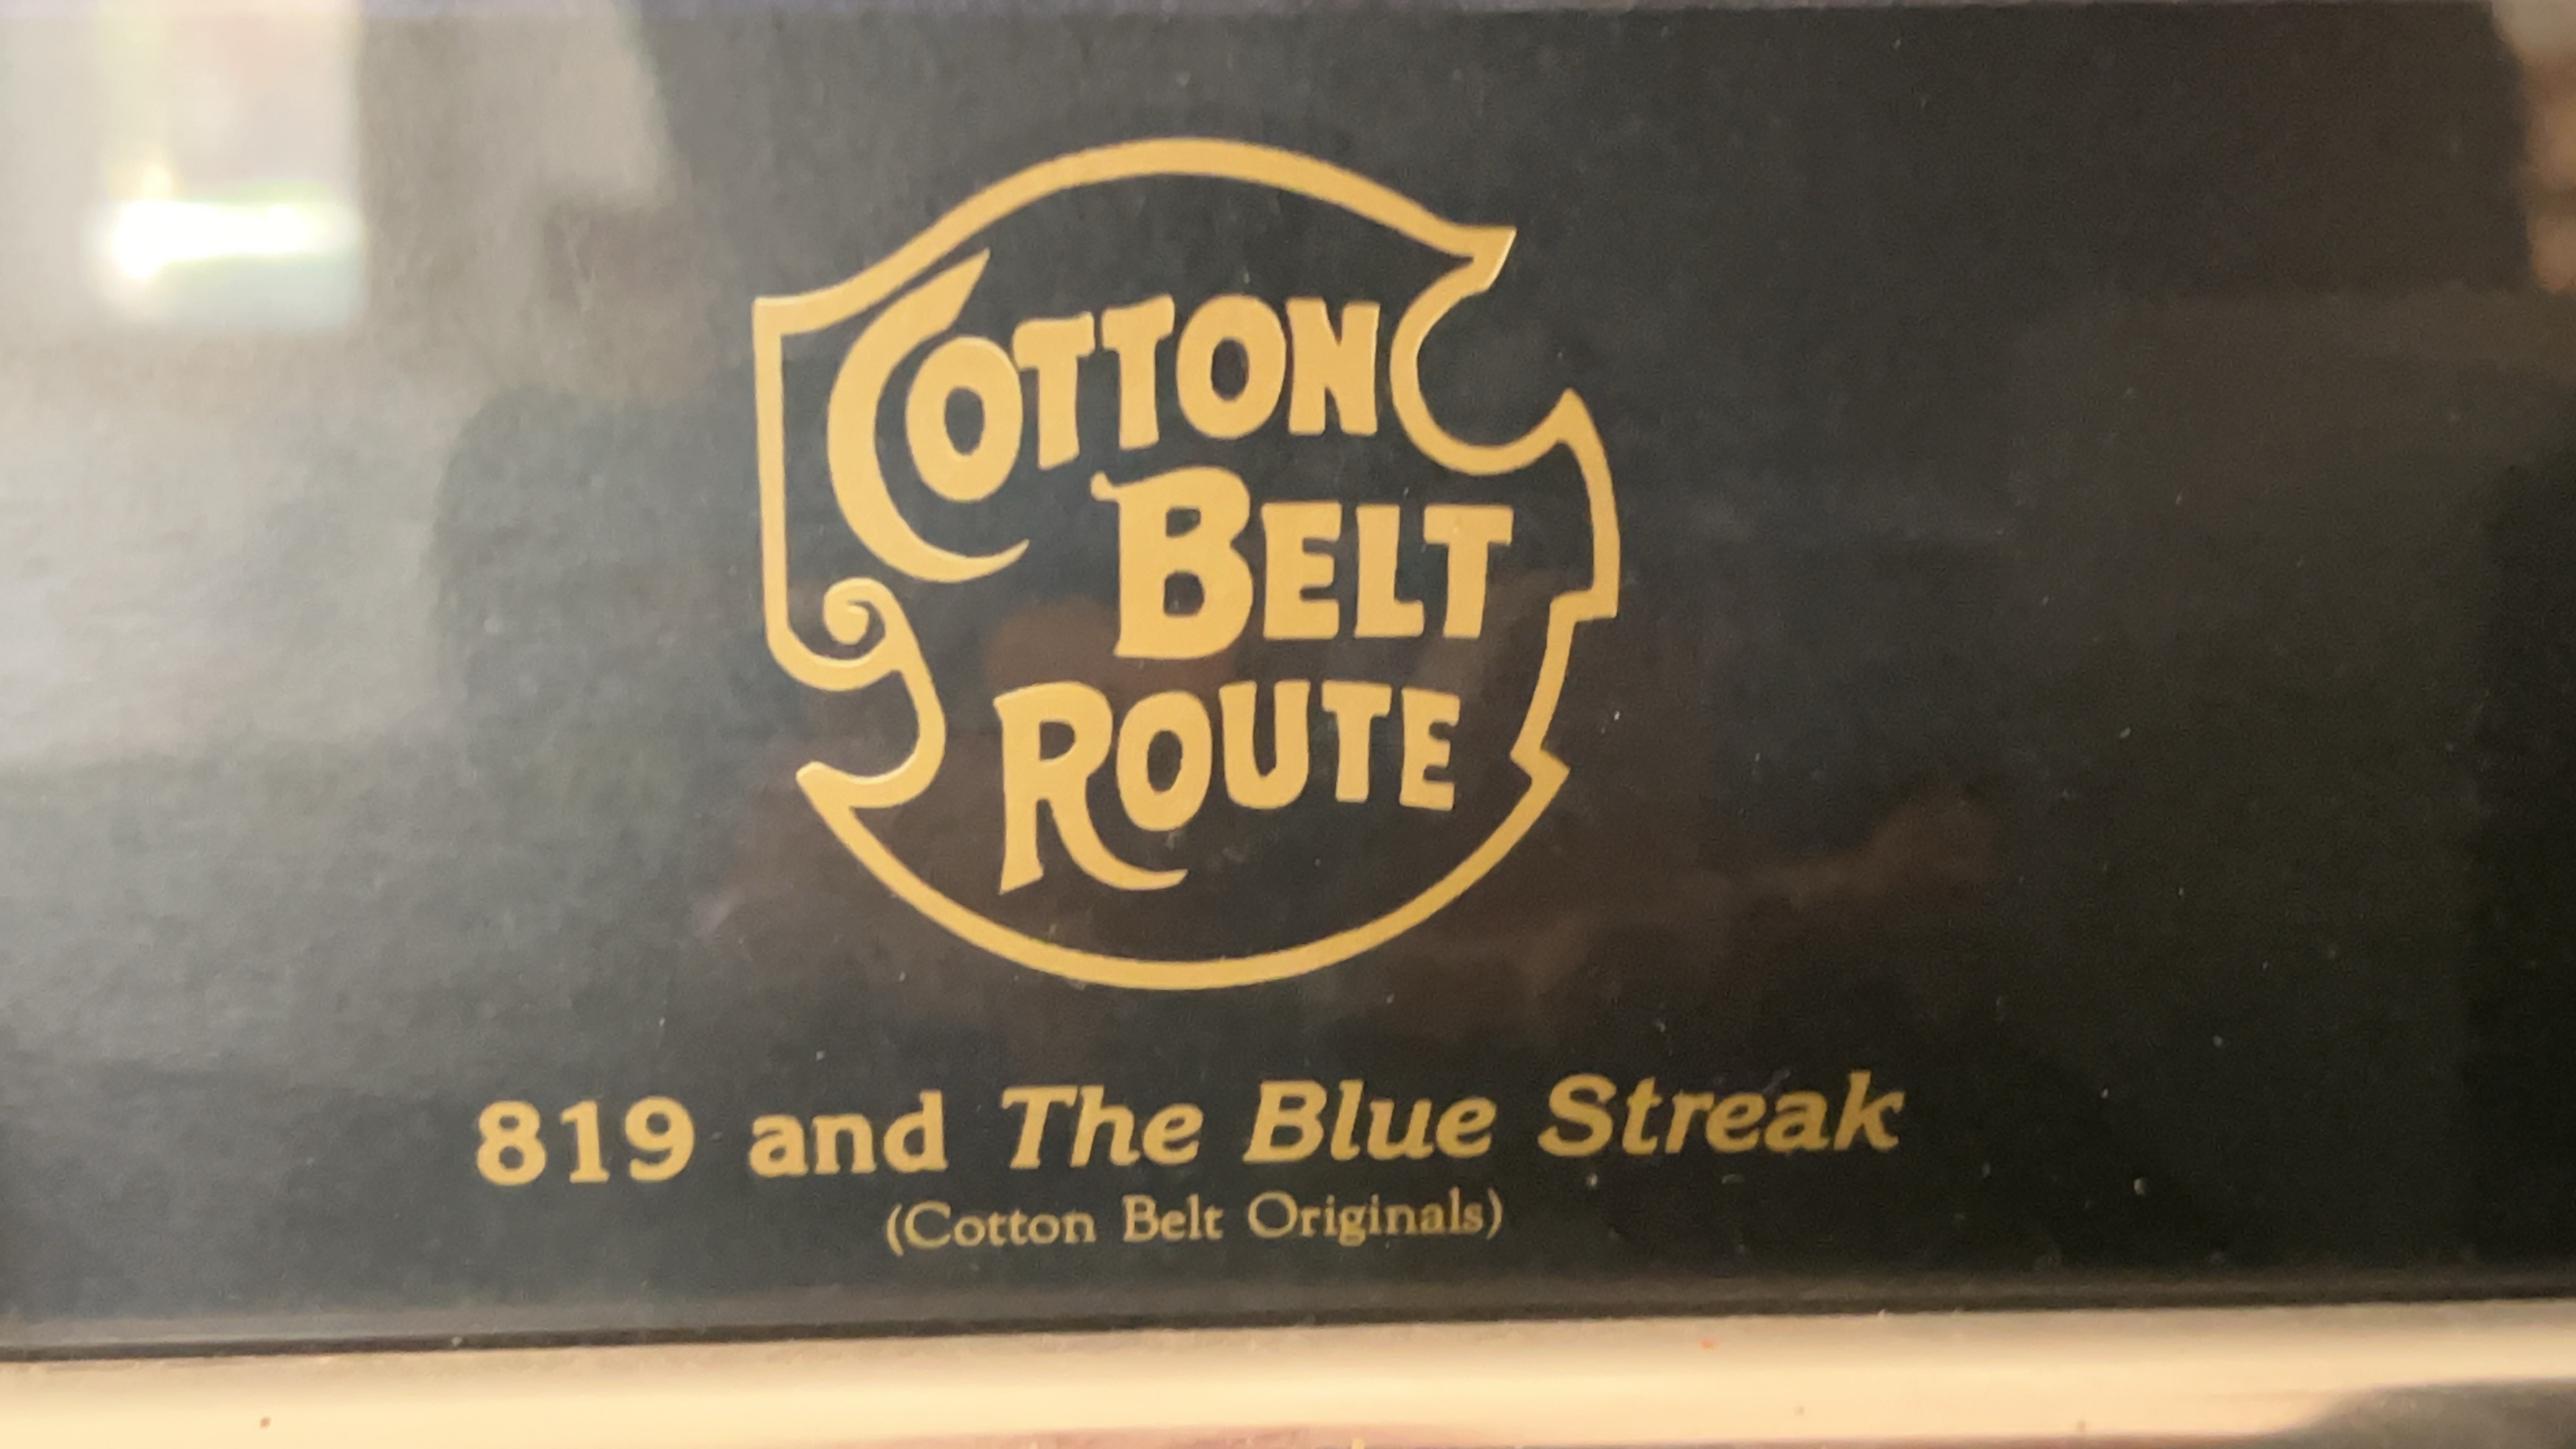 COTTON
BELT
ROUTE
819 and The Blue Streak
(Cotton Belt Originals)